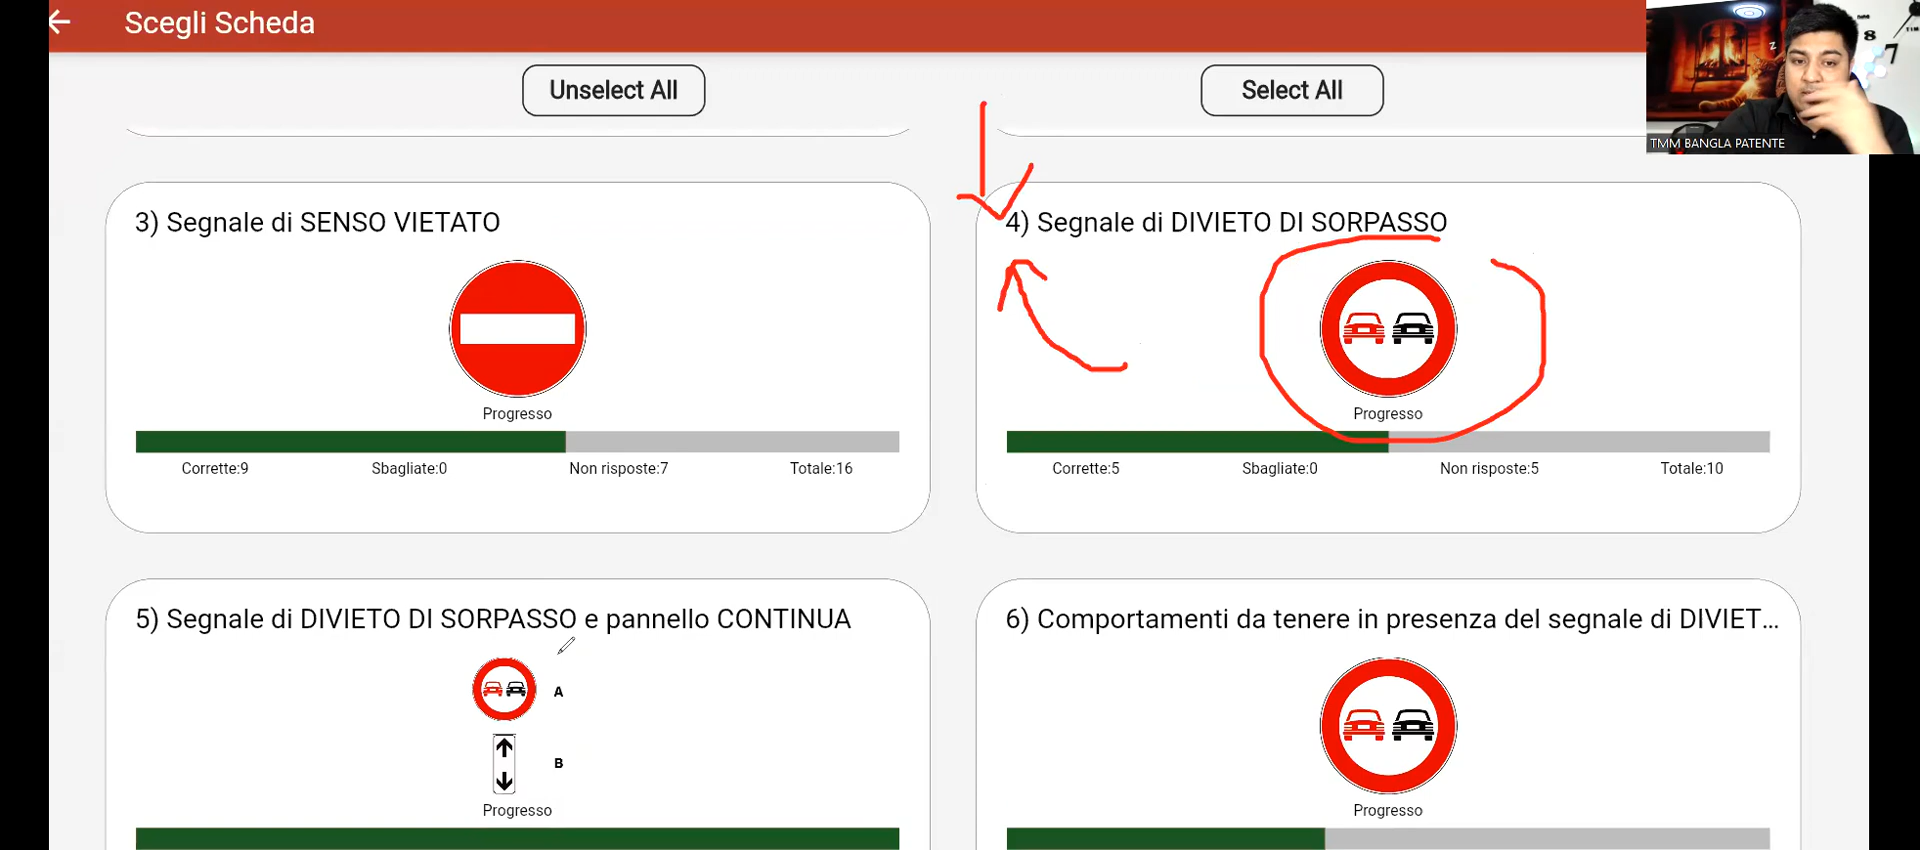 Scegli Scheda
Unselect All
Select All
TMM BANGLA PATENTE
3) Segnale di SENSO VIETATO
Progresso
Corrette:9 Sbagliate:0 Non risposte:7 Totale:16
4) Segnale di DIVIETO DI SORPASSO
Progresso
Corrette:5 Sbagliate:0 Non risposte:5 Totale:10
5) Segnale di DIVIETO DI SORPASSO e pannello CONTINUA
A
B
Progresso
6) Comportamenti da tenere in presenza del segnale di DIVIET...
Progresso